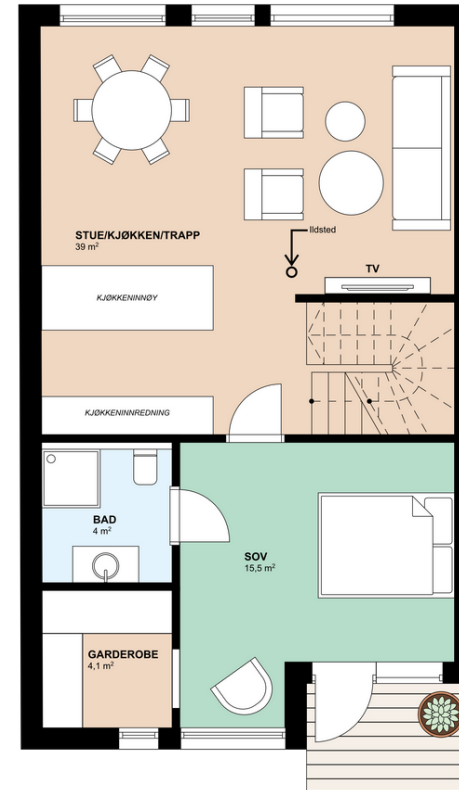 Ildsted
STUE/KJØKKEN/TRAPP
39 m²
TV
KJØKKENINNØY
KJØKKENINNREDNING
BAD
4 m²
SOV
15,5 m²
GARDEROBE
4,1 m²